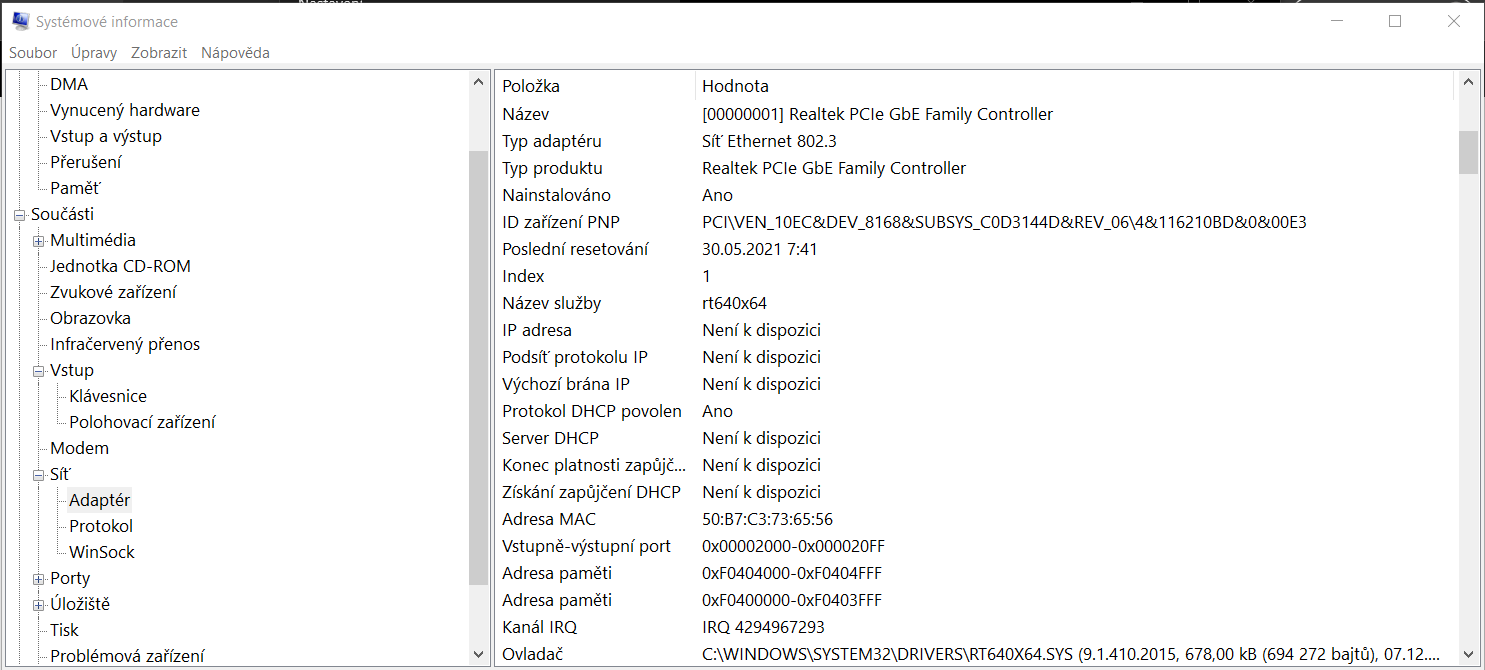 Systémové informace
Soubor Úpravy Zobrazit Nápověda
DMA
Vynucený hardware
Vstup a výstup
Přerušení
Paměť
Součásti
Multimédia
Jednotka CD-ROM
Zvukové zařízení
Obrazovka
Infračervený přenos
Vstup
Klávesnice
Polohovací zařízení
Modem
Síť
Adaptér
Protokol
WinSock
Porty
Úložiště
Tisk
Problémová zařízení
Položka Hodnota
Název [00000001] Realtek PCIe GbE Family Controller
Typ adaptéru Síť Ethernet 802.3
Typ produktu Realtek PCIe GbE Family Controller
Nainstalováno Ano
ID zařízení PNP PCI\VEN_10EC&DEV_8168&SUBSYS_C0D3144D&REV_06\4&116210BD&0&00E3
Poslední resetování 30.05.2021 7:41
Index 1
Název služby rt640x64
IP adresa Není k dispozici
Podsíť protokolu IP Není k dispozici
Výchozí brána IP Není k dispozici
Protokol DHCP povolen Ano
Server DHCP Není k dispozici
Konec platnosti zapůjč... Není k dispozici
Získání zapůjčení DHCP Není k dispozici
Adresa MAC 50:B7:C3:73:65:56
Vstupně-výstupní port 0x00002000-0x000020FF
Adresa paměti 0xF0404000-0xF0404FFF
Adresa paměti 0xF0400000-0xF0403FFF
Kanál IRQ IRQ 4294967293
Ovladač C:\WINDOWS\SYSTEM32\DRIVERS\RT640X64.SYS (9.1.410.2015, 678,00 kB (694 272 bajtů), 07.12....